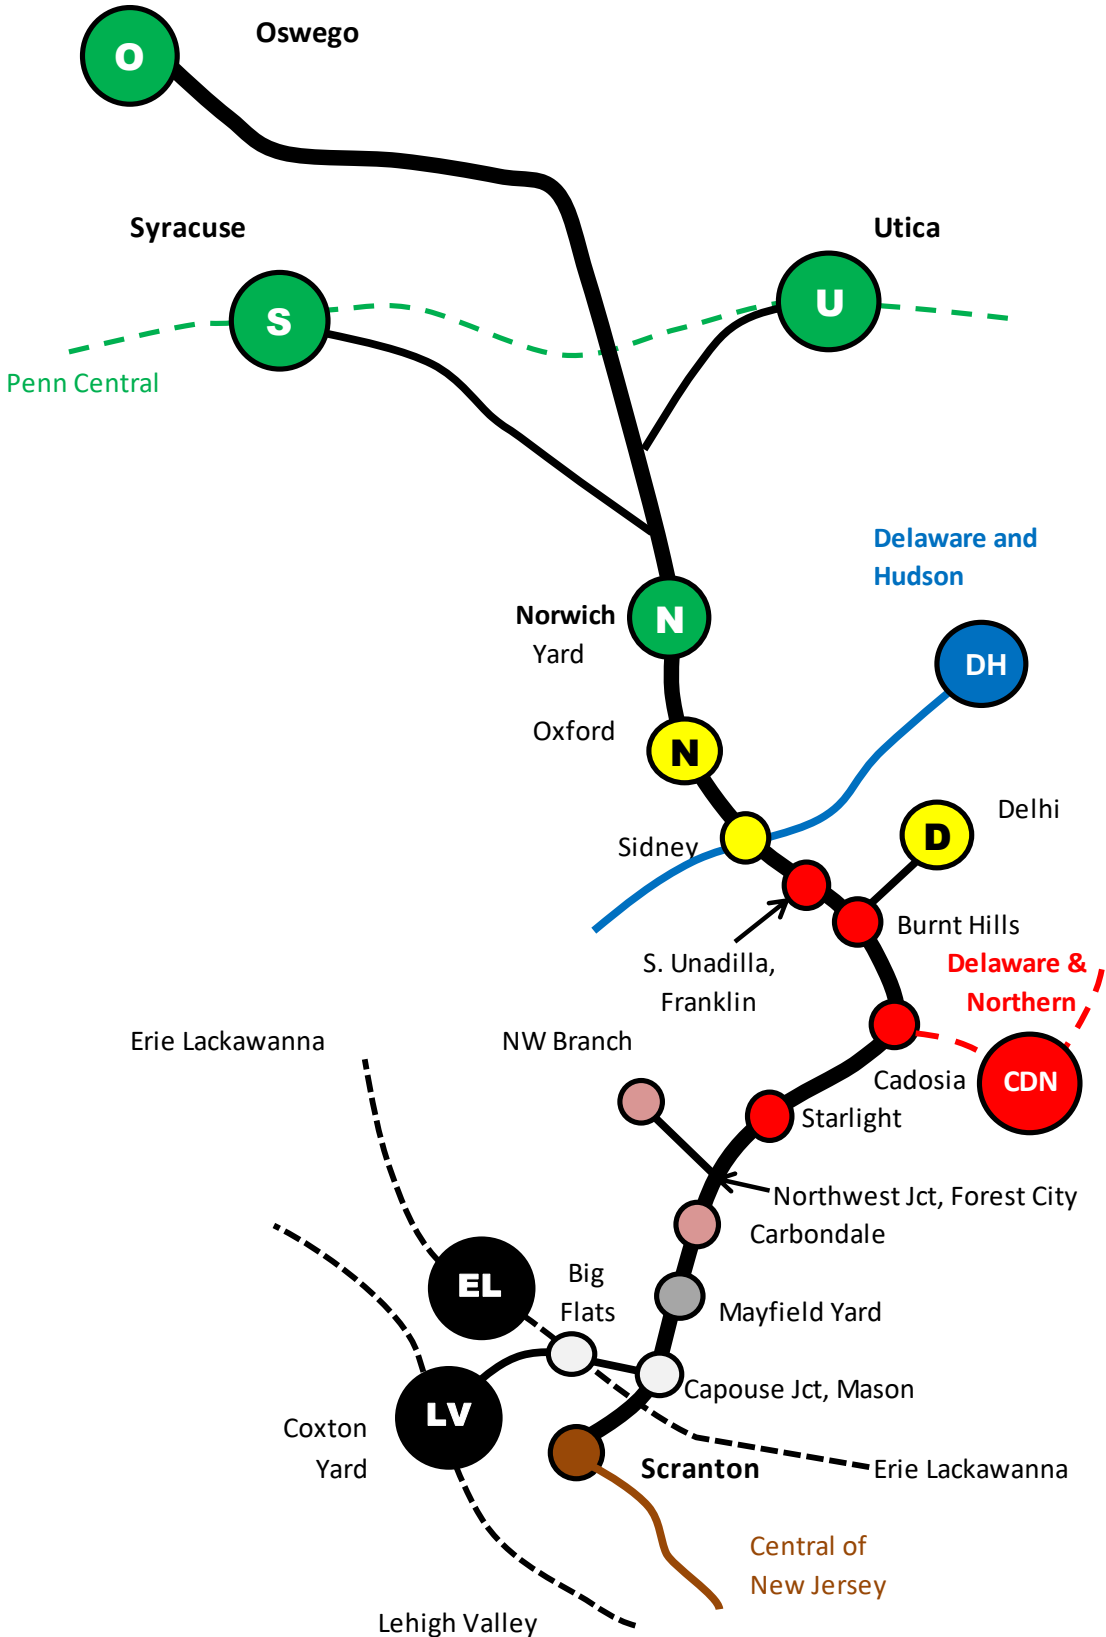 Oswego
O
Syracuse
Utica
S
U
Penn Central
Delaware and
Hudson
Norwich
Yard
N
DH
Oxford
N
Delhi
D
Sidney
Burnt Hills
S. Unadilla,
Franklin
Delaware &
Northern
Erie Lackawanna
NW Branch
Cadosia
CDN
Starlight
Northwest Jct, Forest City
Carbondale
EL
Big
Flats
Mayfield Yard
Capouse Jct, Mason
LV
Coxton
Yard
Scranton
Erie Lackawanna
Central of
New Jersey
Lehigh Valley